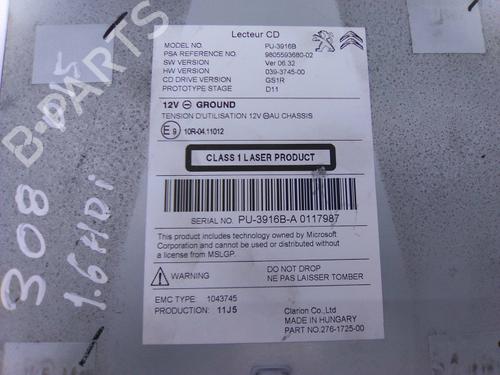 Lecteur CD
MODEL NO. PU-3916B
PSA REFERENCE NO. 9805593680-02
SW VERSION Ver 06.32
HW VERSION 039-3745-00
CD DRIVE VERSION GS1R
PROTOTYPE STAGE D11
12V ⊖ GROUND
TENSION D'UTILISATION 12V ⊖AU CHASSIS
E9 10R-04.11012
CLASS 1 LASER PRODUCT
SERIAL NO. PU-3916B-A 0117987
This product includes technology owned by Microsoft
Corporation and cannot be used or distributed without
a license from MSLGP.
WARNING
DO NOT DROP
NE PAS LAISSER TOMBER
EMC TYPE: 1043745
PRODUCTION: 11J5
Clarion Co.,Ltd
MADE IN HUNGARY
PART NO.276-1725-00
308
1.6 HDi
B-PARTS